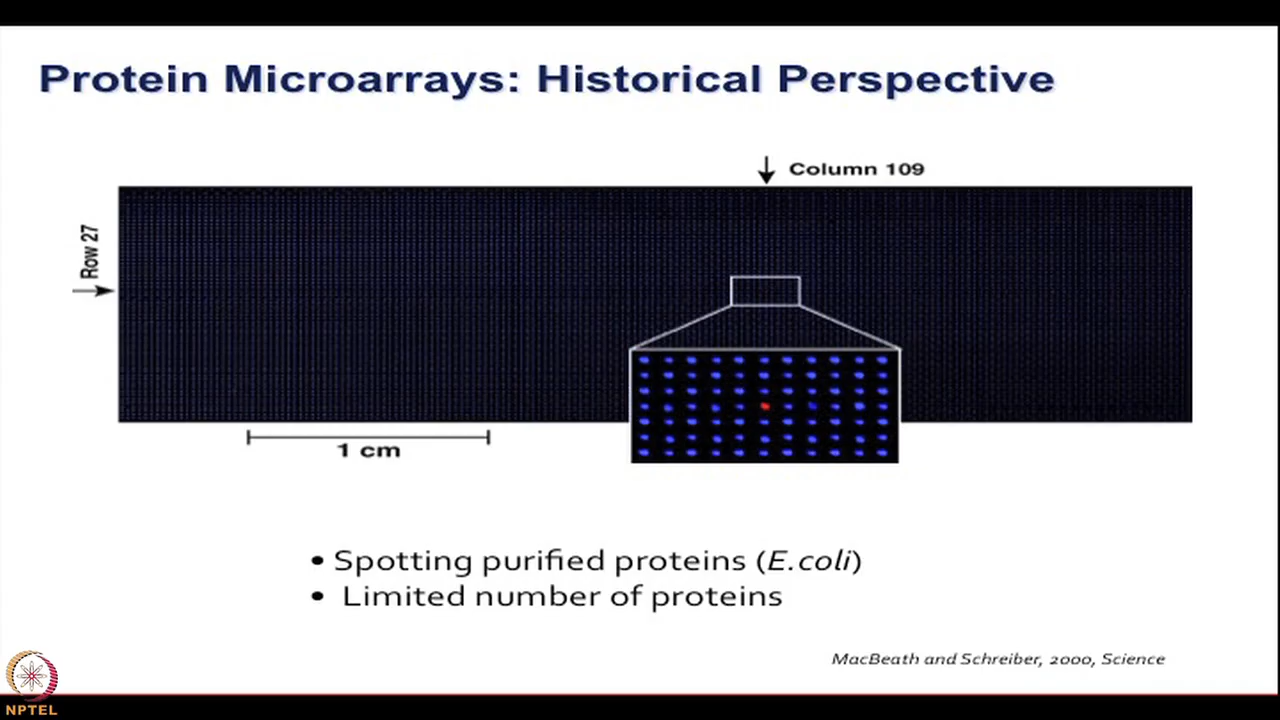 Protein Microarrays: Historical Perspective
Column 109
Row 27
1 cm
• Spotting purified proteins (E.coli)
• Limited number of proteins
MacBeath and Schreiber, 2000, Science
NPTEL